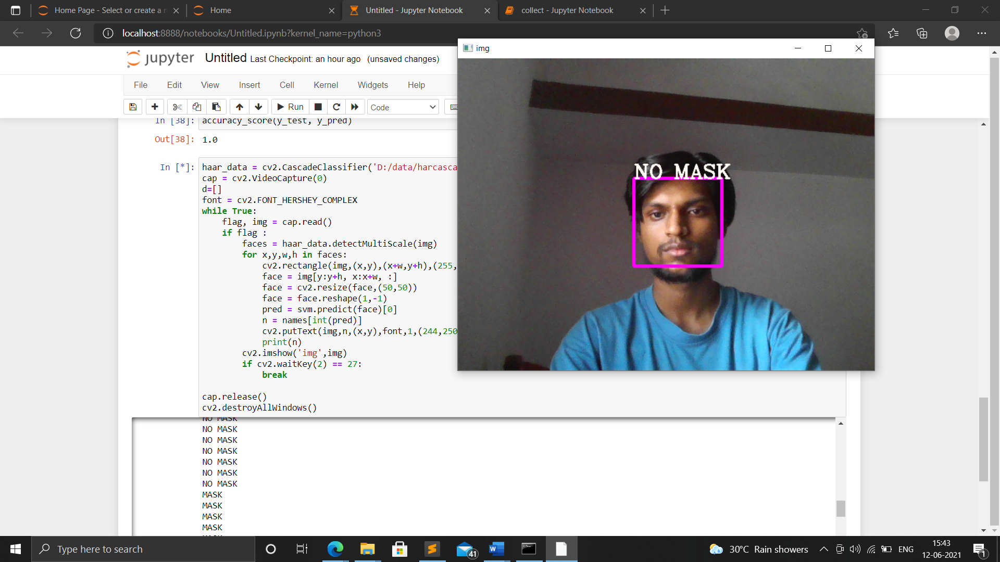 Home Page - Select or create a n
Home
Untitled - Jupyter Notebook
collect - Jupyter Notebook
localhost:8888/notebooks/Untitled.ipynb?kernel_name=python3
img
jupyter Untitled Last Checkpoint: an hour ago (unsaved changes)
File Edit View Insert Cell Kernel Widgets Help
Run Code
In [38]: accuracy_score(y_test, y_pred)
Out[38]: 1.0
In [*]: haar_data = cv2.CascadeClassifier('D:/data/harcasca
cap = cv2.VideoCapture(0)
d=[]
font = cv2.FONT_HERSHEY_COMPLEX
while True:
    flag, img = cap.read()
    if flag :
        faces = haar_data.detectMultiScale(img)
        for x,y,w,h in faces:
            cv2.rectangle(img,(x,y),(x+w,y+h),(255,
            face = img[y:y+h, x:x+w, :]
            face = cv2.resize(face,(50,50))
            face = face.reshape(1,-1)
            pred = svm.predict(face)[0]
            n = names[int(pred)]
            cv2.putText(img,n,(x,y),font,1,(244,250
            print(n)
        cv2.imshow('img',img)
        if cv2.waitKey(2) == 27:
            break
cap.release()
cv2.destroyAllWindows()
NO MASK
NO MASK
NO MASK
NO MASK
NO MASK
NO MASK
NO MASK
MASK
MASK
MASK
MASK
NO MASK
Type here to search
41
30°C Rain showers
ENG
15:43
12-06-2021
1